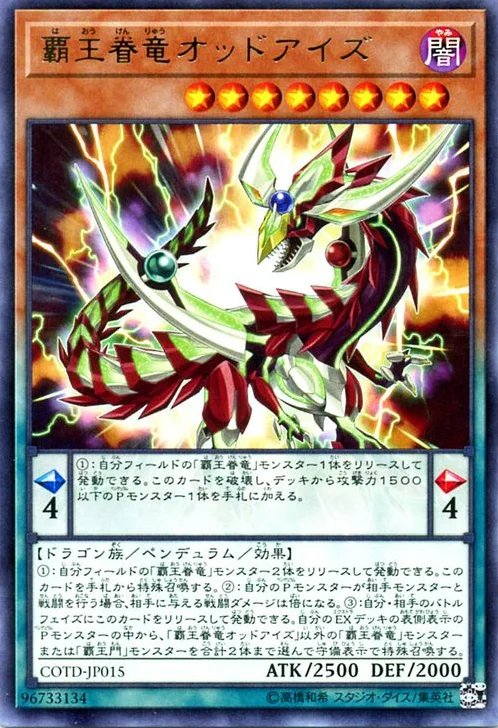 覇王眷竜オッドアイズ
闇
①:自分フィールドの「覇王眷竜」モンスター1体をリリースして
発動できる。このカードを破壊し、デッキから攻撃力1500
以下のPモンスター1体を手札に加える。
4
4
【ドラゴン族/ペンデュラム/効果】
①:自分フィールドの「覇王眷竜」モンスター2体をリリースして発動できる。この
カードを手札から特殊召喚する。②:自分のPモンスターが相手モンスターと
戦闘を行う場合、相手に与える戦闘ダメージは倍になる。③:自分・相手のバトル
フェイズにこのカードをリリースして発動できる。自分のEXデッキの表側表示の
Pモンスターの中から、「覇王眷竜オッドアイズ」以外の「覇王眷竜」モンスター
または「覇王門」モンスターを合計2体まで選んで守備表示で特殊召喚する。
COTD-JP015
ATK/2500 DEF/2000
96733134
©高橋和希 スタジオ・ダイス/集英社